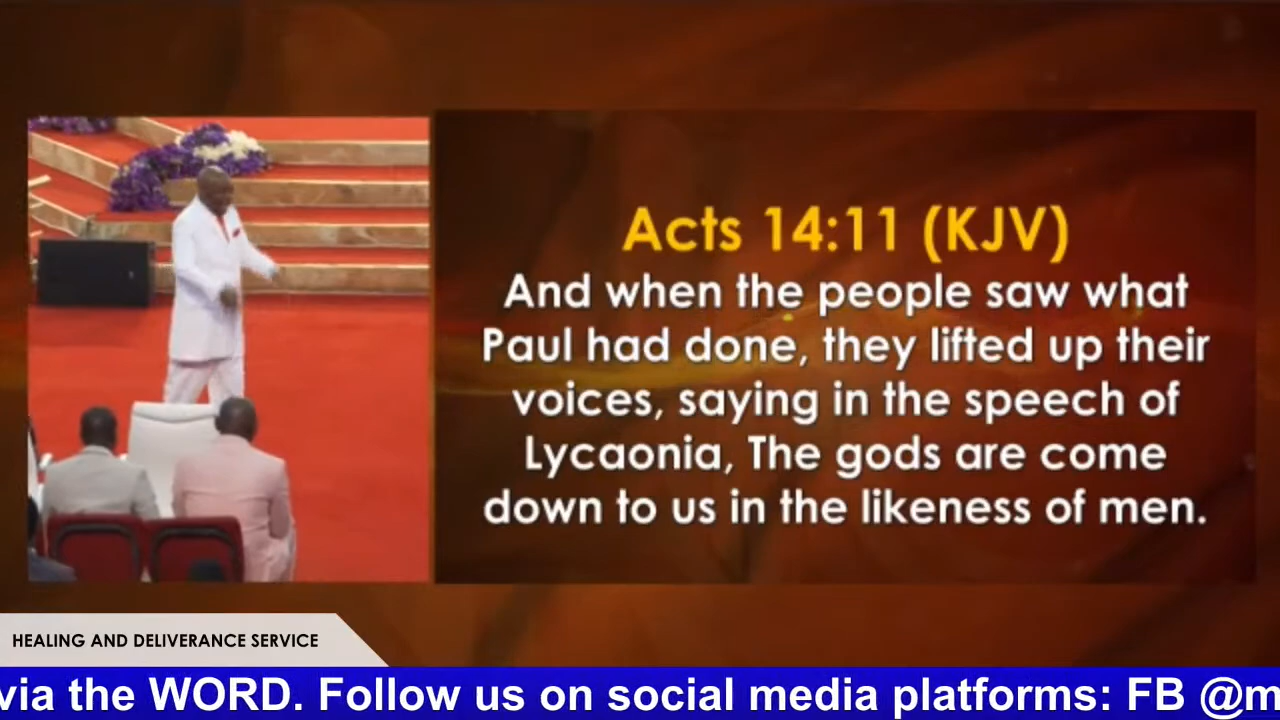 Acts 14:11 (KJV)
And when the people saw what
Paul had done, they lifted up their
voices, saying in the speech of
Lycaonia, The gods are come
down to us in the likeness of men.
HEALING AND DELIVERANCE SERVICE
via the WORD. Follow us on social media platforms: FB @m